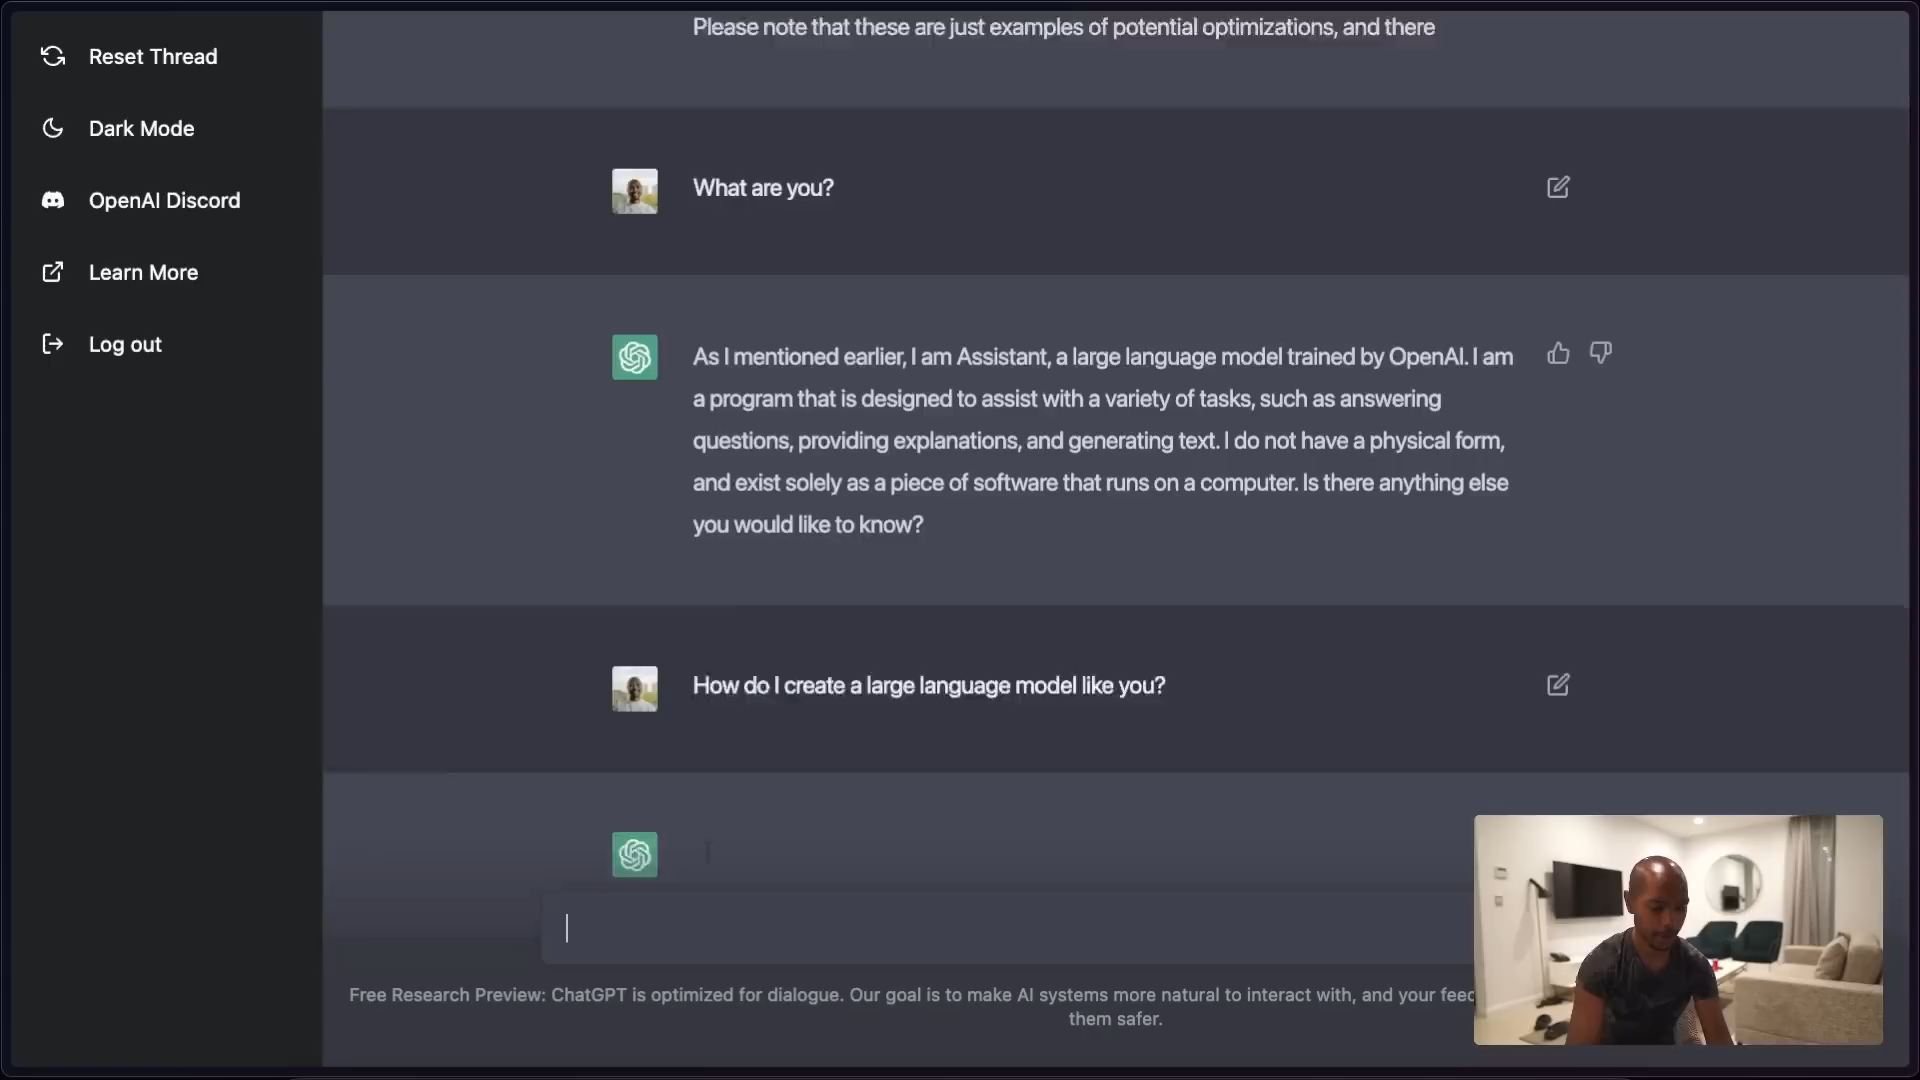 Reset Thread
Dark Mode
OpenAI Discord
Learn More
Log out
Please note that these are just examples of potential optimizations, and there
What are you?
As I mentioned earlier, I am Assistant, a large language model trained by OpenAI. I am
a program that is designed to assist with a variety of tasks, such as answering
questions, providing explanations, and generating text. I do not have a physical form,
and exist solely as a piece of software that runs on a computer. Is there anything else
you would like to know?
How do I create a large language model like you?
Free Research Preview: ChatGPT is optimized for dialogue. Our goal is to make AI systems more natural to interact with, and your
them safer.